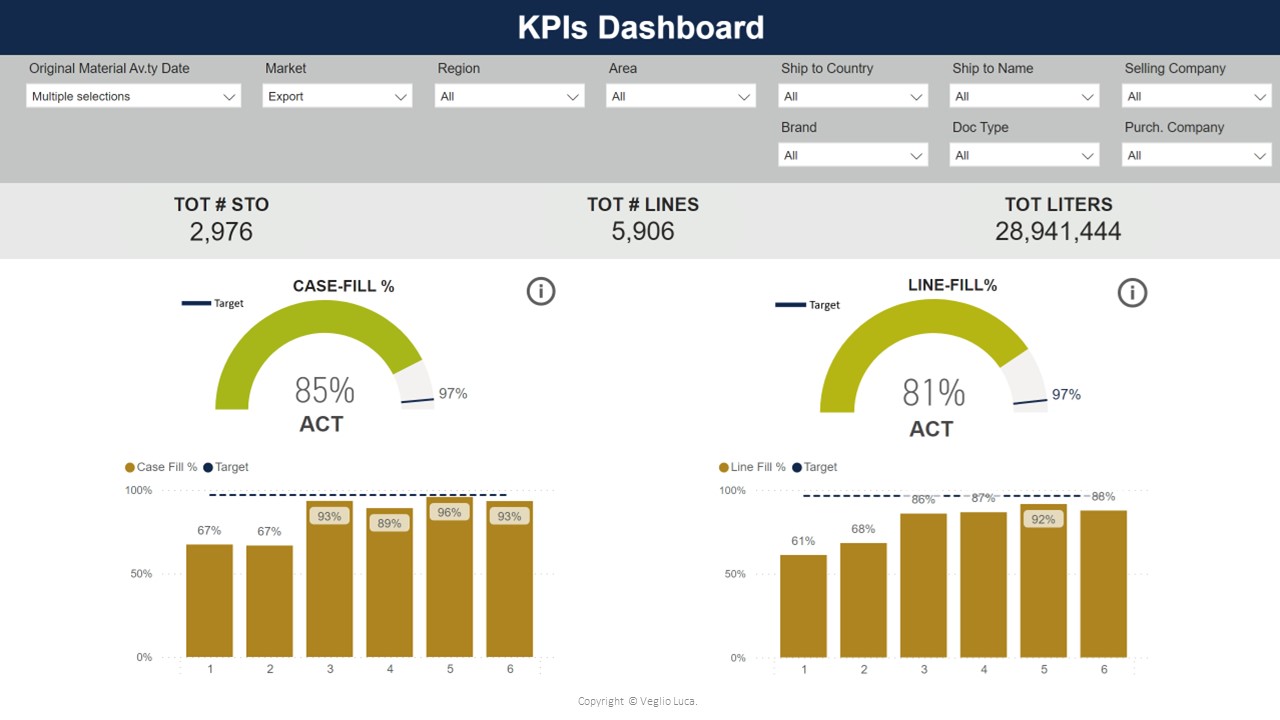 KPIs Dashboard
Original Material Av.ty Date Market Region Area Ship to Country Ship to Name Selling Company
Multiple selections Export All All All All All
Brand Doc Type Purch. Company
All All All
TOT # STO TOT # LINES TOT LITERS
2,976 5,906 28,941,444
CASE-FILL %
Target
85%
97%
ACT
LINE-FILL%
Target
81%
97%
ACT
Case Fill % Target
100%
50%
0%
67% 67% 93% 89% 96% 93%
1 2 3 4 5 6
Line Fill % Target
100%
50%
0%
61% 68% 86% 87% 92% 88%
1 2 3 4 5 6
Copyright © Veglio Luca.